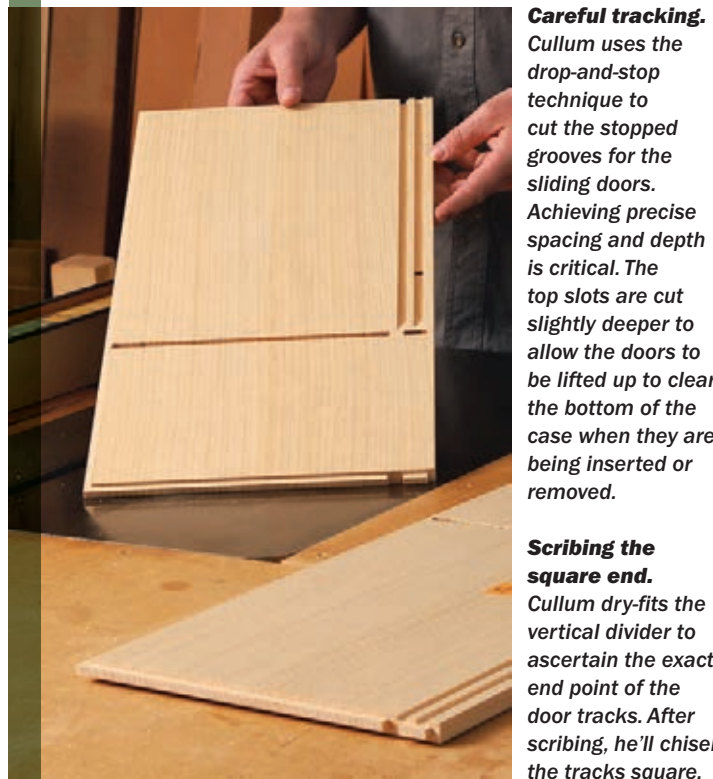 Careful tracking.
Cullum uses the
drop-and-stop
technique to
cut the stopped
grooves for the
sliding doors.
Achieving precise
spacing and depth
is critical. The
top slots are cut
slightly deeper to
allow the doors to
be lifted up to clear
the bottom of the
case when they are
being inserted or
removed.
Scribing the
square end.
Cullum dry-fits the
vertical divider to
ascertain the exact
end point of the
door tracks. After
scribing, he'll chisel
the tracks square.